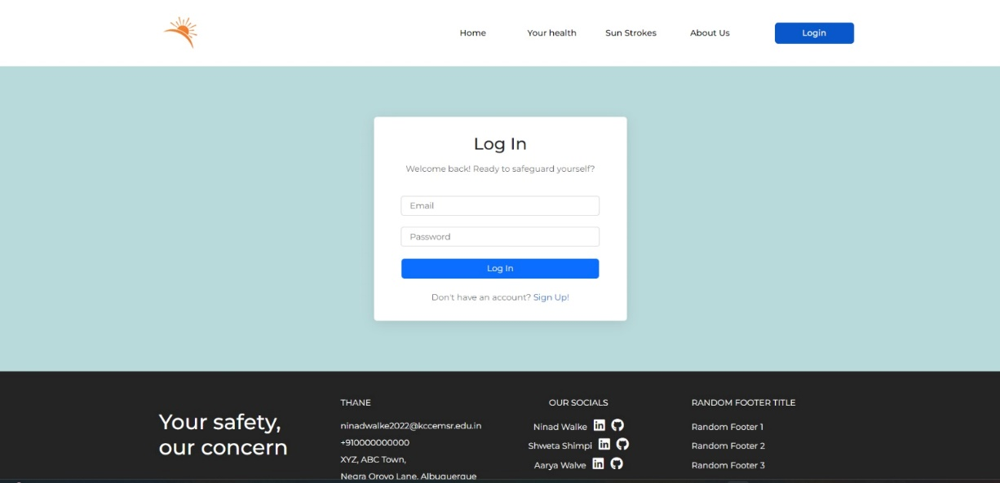 Home
Your health
Sun Strokes
About Us
Login
Log In
Welcome back! Ready to safeguard yourself?
Email
Password
Log In
Don't have an account? Sign Up!
Your safety,
our concern
THANE
ninadwalke2022@kccemsr.edu.in
+910000000000
XYZ, ABC Town,
Negra Oroyo Lane, Albuquerque
OUR SOCIALS
Ninad Walke
Shweta Shimpi
Aarya Walve
RANDOM FOOTER TITLE
Random Footer 1
Random Footer 2
Random Footer 3